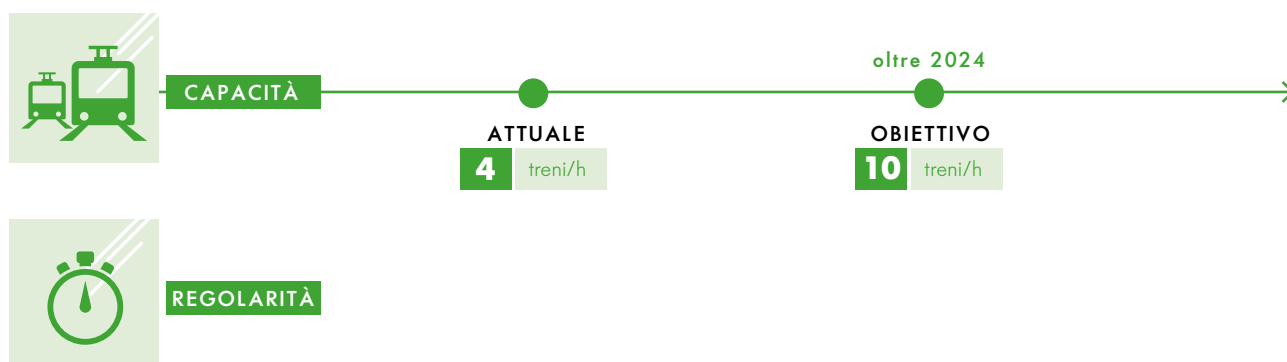 oltre 2024
CAPACITÀ
ATTUALE
OBIETTIVO
4 treni/h
10 treni/h
REGOLARITÀ